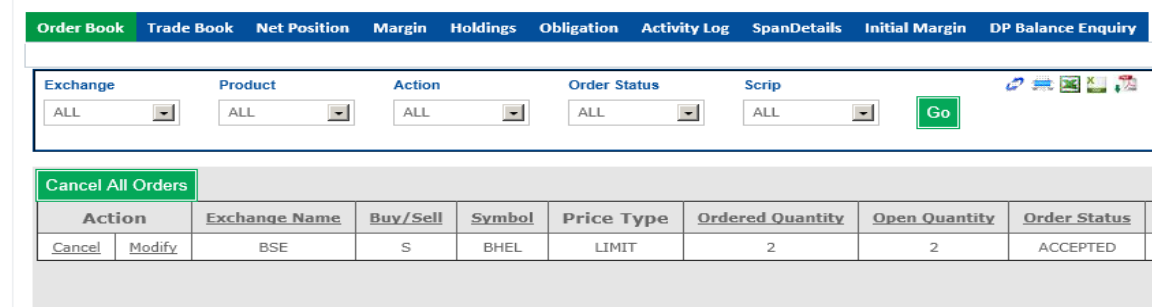 Order Book Trade Book Net Position Margin Holdings Obligation Activity Log SpanDetails Initial Margin DP Balance Enquiry
Exchange Product Action Order Status Scrip
ALL ALL ALL ALL ALL Go
Cancel All Orders
Action Exchange Name Buy/Sell Symbol Price Type Ordered Quantity Open Quantity Order Status
Cancel Modify BSE S BHEL LIMIT 2 2 ACCEPTED